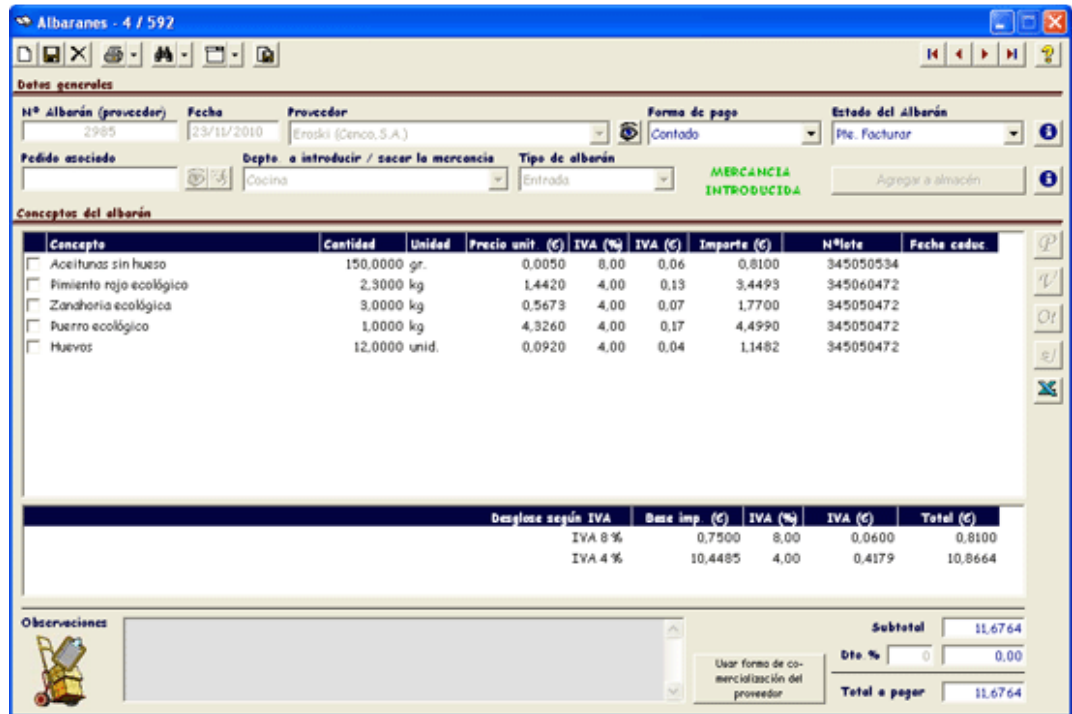 Albaranes - 4 / 592
Datos generales
Nº Albarán (proveedor) Fecha Proveedor Forma de pago Estado del Albarán
2985 23/11/2010 Eroski (Cenco, S.A.) Contado Pte. Facturar
Pedido asociado Depto. a introducir / sacar la mercancia Tipo de albarán
Cocina Entrada MERCANCIA INTRODUCIDA Agregar a almacén
Conceptos del albarán
Concepto Cantidad Unidad Precio unit. (€) IVA (%) IVA (€) Importe (€) Nºlote Fecha caduc.
Aceitunas sin hueso 150,0000 gr. 0,0050 8,00 0,06 0,8100 345050534
Pimiento rojo ecológico 2,3000 kg 1,4420 4,00 0,13 3,4493 345060472
Zanahoria ecológica 3,0000 kg 0,5673 4,00 0,07 1,7700 345050472
Puerro ecológico 1,0000 kg 4,3260 4,00 0,17 4,4990 345050472
Huevos 12,0000 unid. 0,0920 4,00 0,04 1,1482 345050472
P
V
Desglose según IVA Base imp. (€) IVA (%) IVA (€) Total (€)
IVA 8 % 0,7500 8,00 0,0600 0,8100
IVA 4 % 10,4485 4,00 0,4179 10,8664
Observaciones
Usar forma de co-
mercialización del
proveedor
Subtotal 11,6764
Dto. % 0 0,00
Total a pagar 11,6764